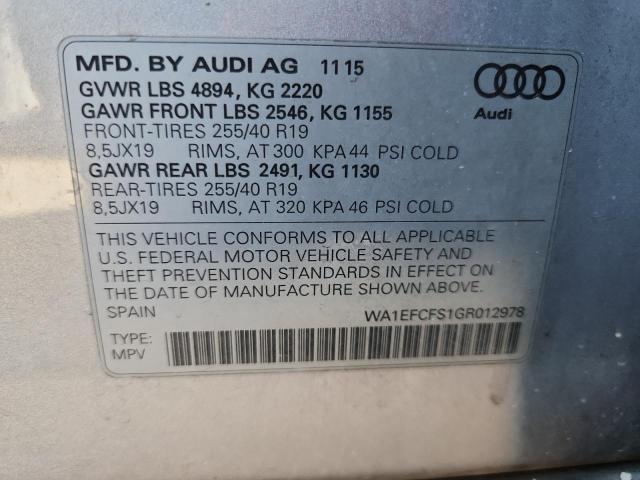 MFD. BY AUDI AG 11 15
GVWR LBS 4894, KG 2220
GAWR FRONT LBS 2546, KG 1155
FRONT-TIRES 255/40 R19
8,5JX19 RIMS, AT 300 KPA 44 PSI COLD
GAWR REAR LBS 2491, KG 1130
REAR-TIRES 255/40 R19
8,5JX19 RIMS, AT 320 KPA 46 PSI COLD
Audi
THIS VEHICLE CONFORMS TO ALL APPLICABLE
U.S. FEDERAL MOTOR VEHICLE SAFETY AND
THEFT PREVENTION STANDARDS IN EFFECT ON
THE DATE OF MANUFACTURE SHOWN ABOVE.
SPAIN WA1EFCFS1GR012978
TYPE:
MPV